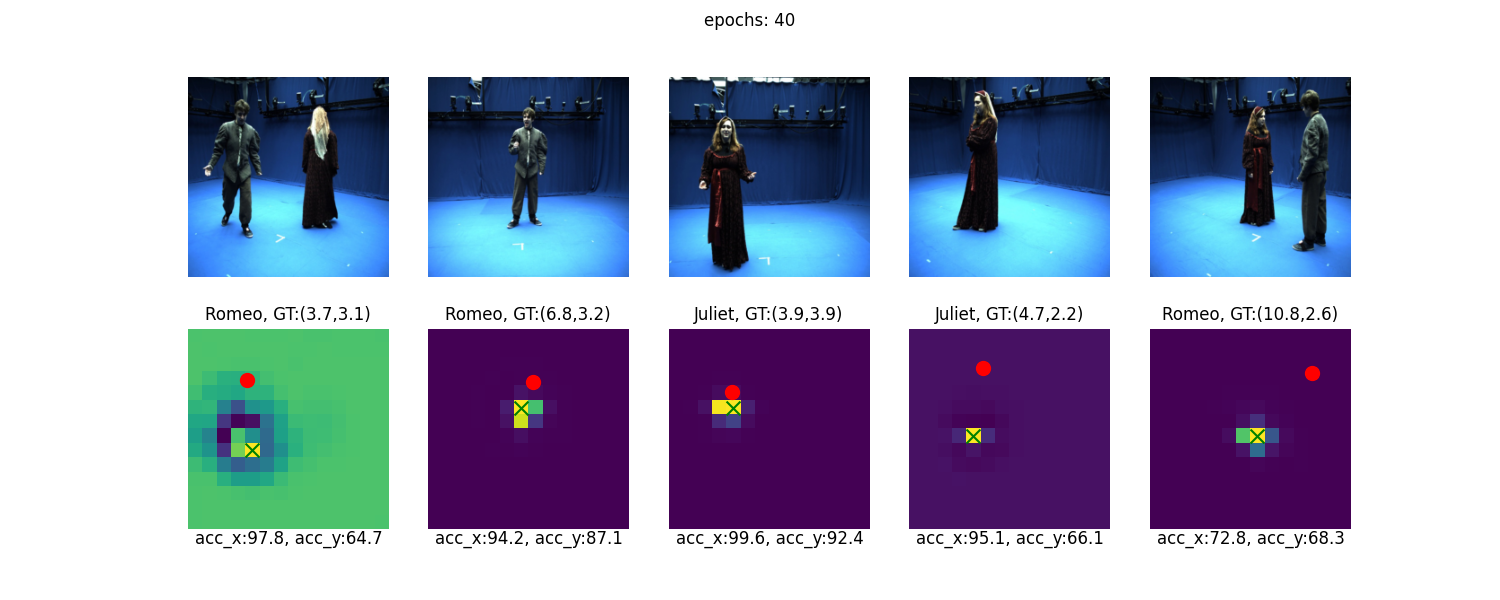 epochs: 40
Romeo, GT:(3.7,3.1)
Romeo, GT:(6.8,3.2)
Juliet, GT:(3.9,3.9)
Juliet, GT:(4.7,2.2)
Romeo, GT:(10.8,2.6)
acc_x:97.8, acc_y:64.7
acc_x:94.2, acc_y:87.1
acc_x:99.6, acc_y:92.4
acc_x:95.1, acc_y:66.1
acc_x:72.8, acc_y:68.3